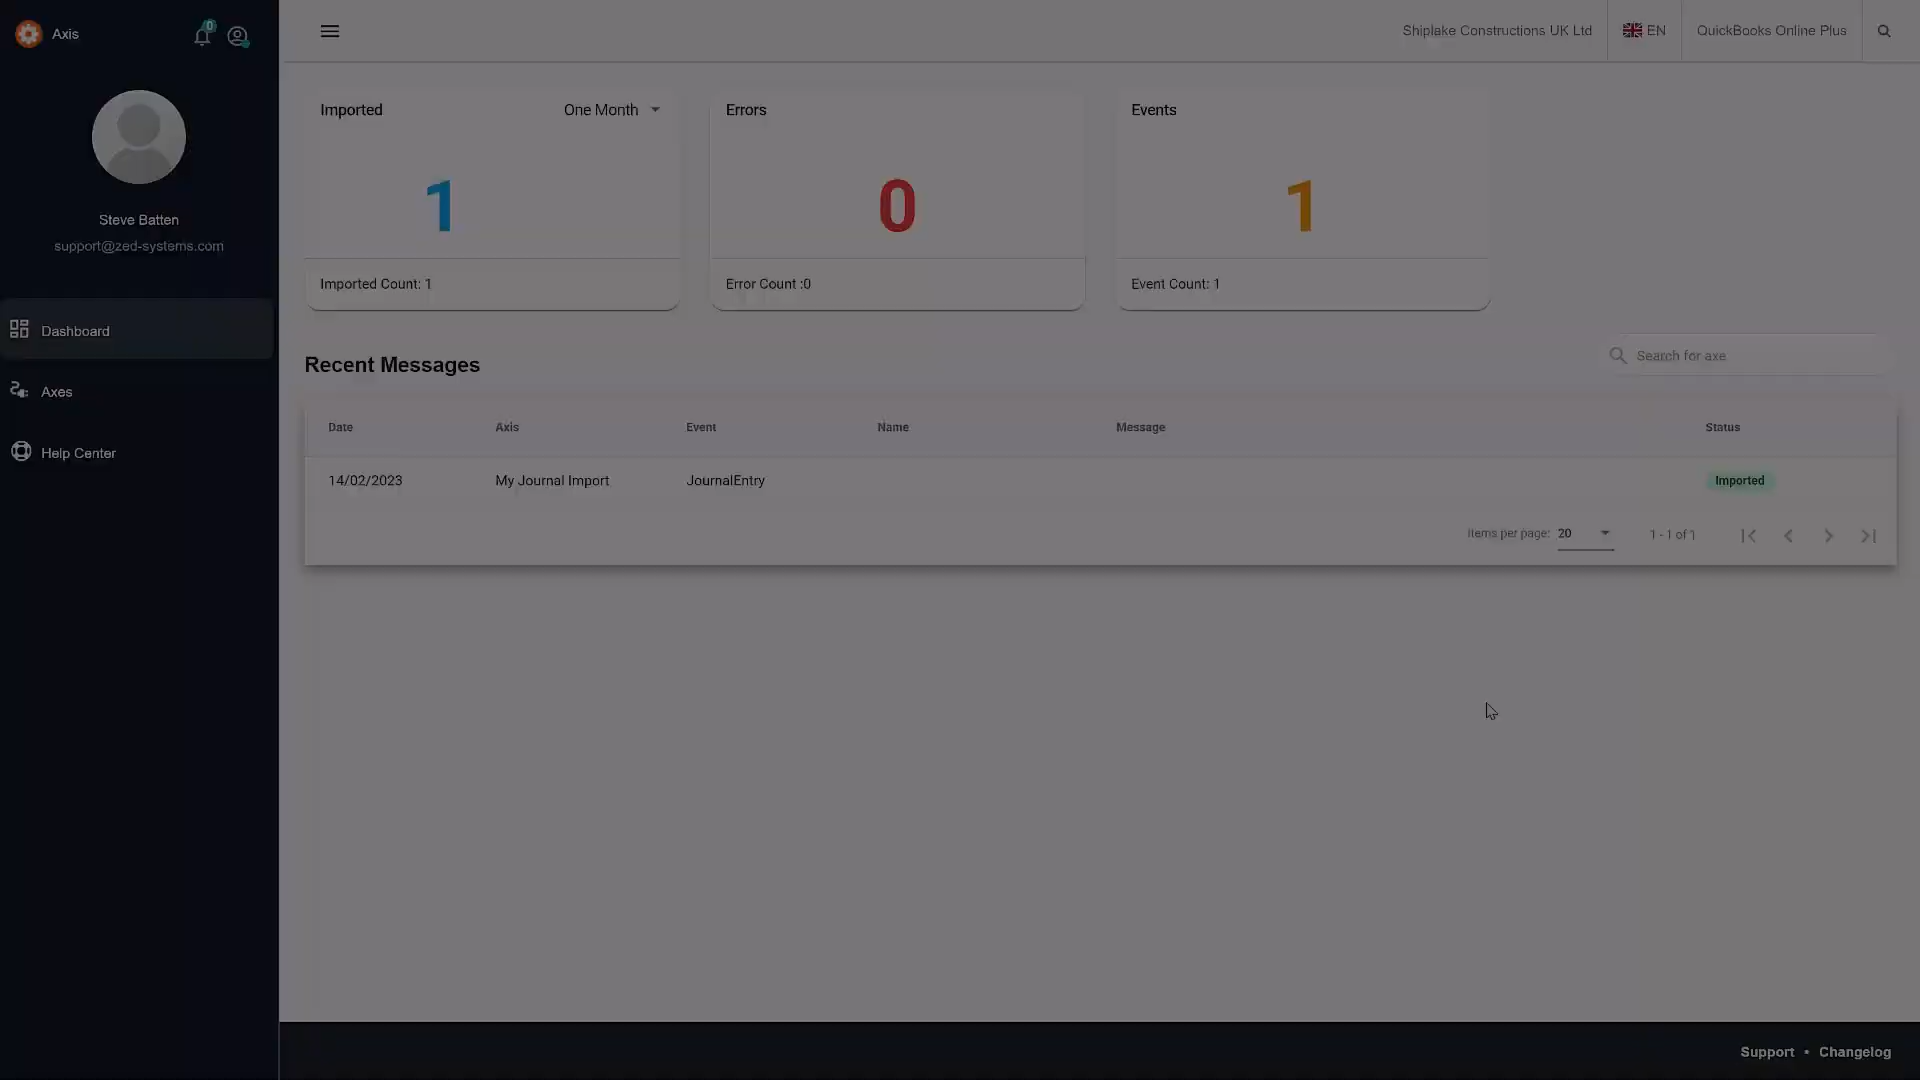 Axis
0
Steve Batten
support@zed-systems.com
Dashboard
Axes
Help Center
Shiplake Constructions UK Ltd
EN
QuickBooks Online Plus
Imported
One Month
1
Imported Count: 1
Errors
0
Error Count :0
Events
1
Event Count: 1
Recent Messages
Search for axe
Date Axis Event Name Message Status
14/02/2023 My Journal Import JournalEntry Imported
Items per page: 20 1 - 1 of 1
Support • Changelog